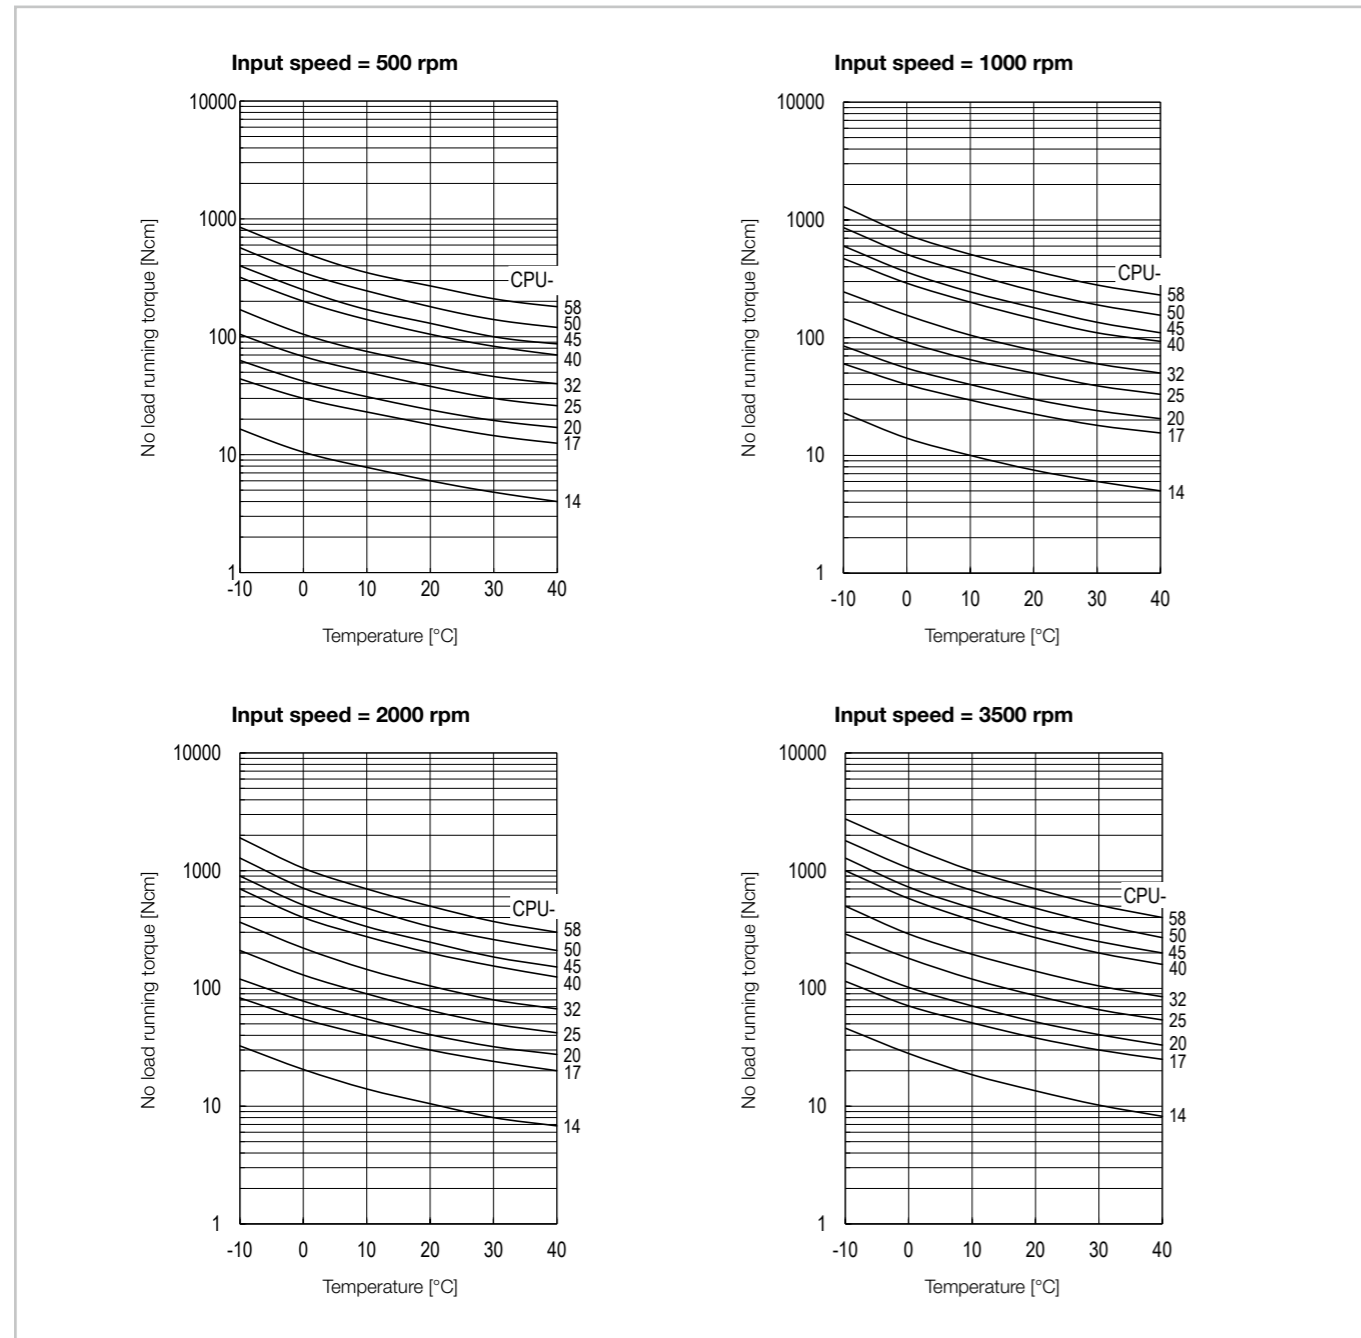 Input speed = 500 rpm
10000
1000
100
10
1
No load running torque [Ncm]
CPU-
58
50
45
40
32
25
20
17
14
-10 0 10 20 30 40
Temperature [°C]
Input speed = 1000 rpm
10000
1000
100
10
1
No load running torque [Ncm]
CPU-
58
50
45
40
32
25
20
17
14
-10 0 10 20 30 40
Temperature [°C]
Input speed = 2000 rpm
10000
1000
100
10
1
No load running torque [Ncm]
CPU-
58
50
45
40
32
25
20
17
14
-10 0 10 20 30 40
Temperature [°C]
Input speed = 3500 rpm
10000
1000
100
10
1
No load running torque [Ncm]
CPU-
58
50
45
40
32
25
20
17
14
-10 0 10 20 30 40
Temperature [°C]